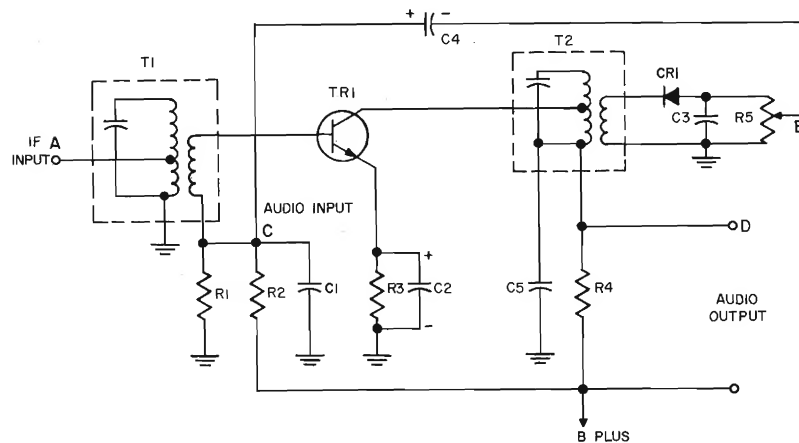 + -
C4
T1
T2
TR1
CR1
C3
R5
IF A
INPUT
AUDIO INPUT
C
D
+
R1
R2
C1
R3
C2
C5
R4
-
AUDIO
OUTPUT
B PLUS